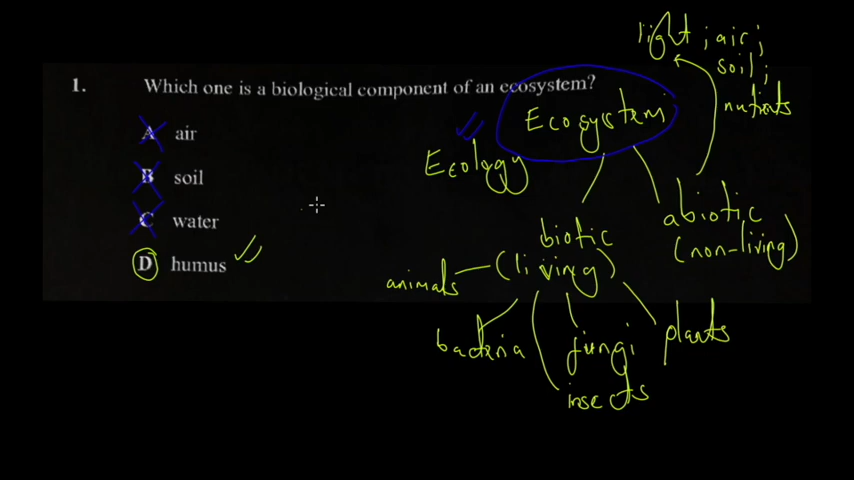 1. Which one is a biological component of an ecosystem?
A air
B soil
C water
D humus
light ; air ;
soil ;
nutrients
Ecosystem
Ecology
abiotic
(non-living)
biotic
(living)
animals
bacteria
fungi
plants
insects